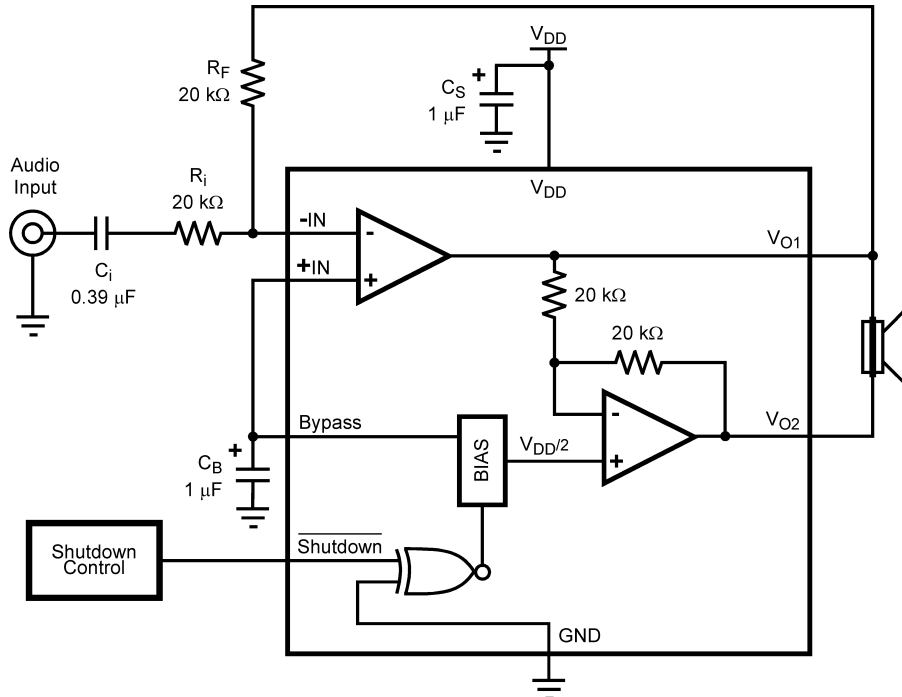 V_DD
R_F
20 kΩ
C_S
1 µF
+
Audio
Input
R_i
20 kΩ
V_DD
-IN
-
V_O1
+IN
+
C_i
0.39 µF
20 kΩ
20 kΩ
Bypass
-
V_O2
+
C_B
1 µF
BIAS
V_DD/2
+
Shutdown
Shutdown
Control
GND